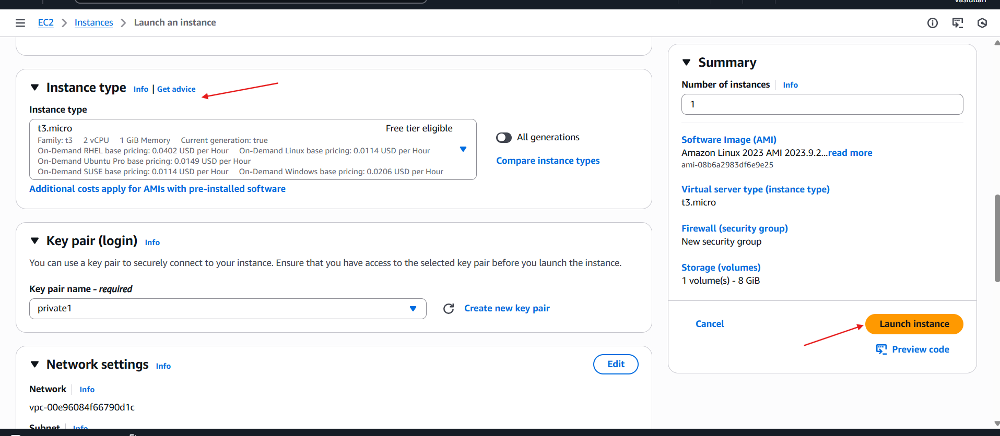 Vasiullah
EC2 > Instances > Launch an instance
Instance type Info | Get advice
Instance type
t3.micro Free tier eligible
Family: t3 2 vCPU 1 GiB Memory Current generation: true
On-Demand RHEL base pricing: 0.0402 USD per Hour On-Demand Linux base pricing: 0.0114 USD per Hour
On-Demand Ubuntu Pro base pricing: 0.0149 USD per Hour
On-Demand SUSE base pricing: 0.0114 USD per Hour On-Demand Windows base pricing: 0.0206 USD per Hour
All generations
Compare instance types
Additional costs apply for AMIs with pre-installed software
Key pair (login) Info
You can use a key pair to securely connect to your instance. Ensure that you have access to the selected key pair before you launch the instance.
Key pair name - required
private1
Create new key pair
Network settings Info
Edit
Network Info
vpc-00e96084f66790d1c
Subnet Info
Summary
Number of instances Info
1
Software Image (AMI)
Amazon Linux 2023 AMI 2023.9.2...read more
ami-08b6a2983df6e9e25
Virtual server type (instance type)
t3.micro
Firewall (security group)
New security group
Storage (volumes)
1 volume(s) - 8 GiB
Cancel
Launch instance
Preview code